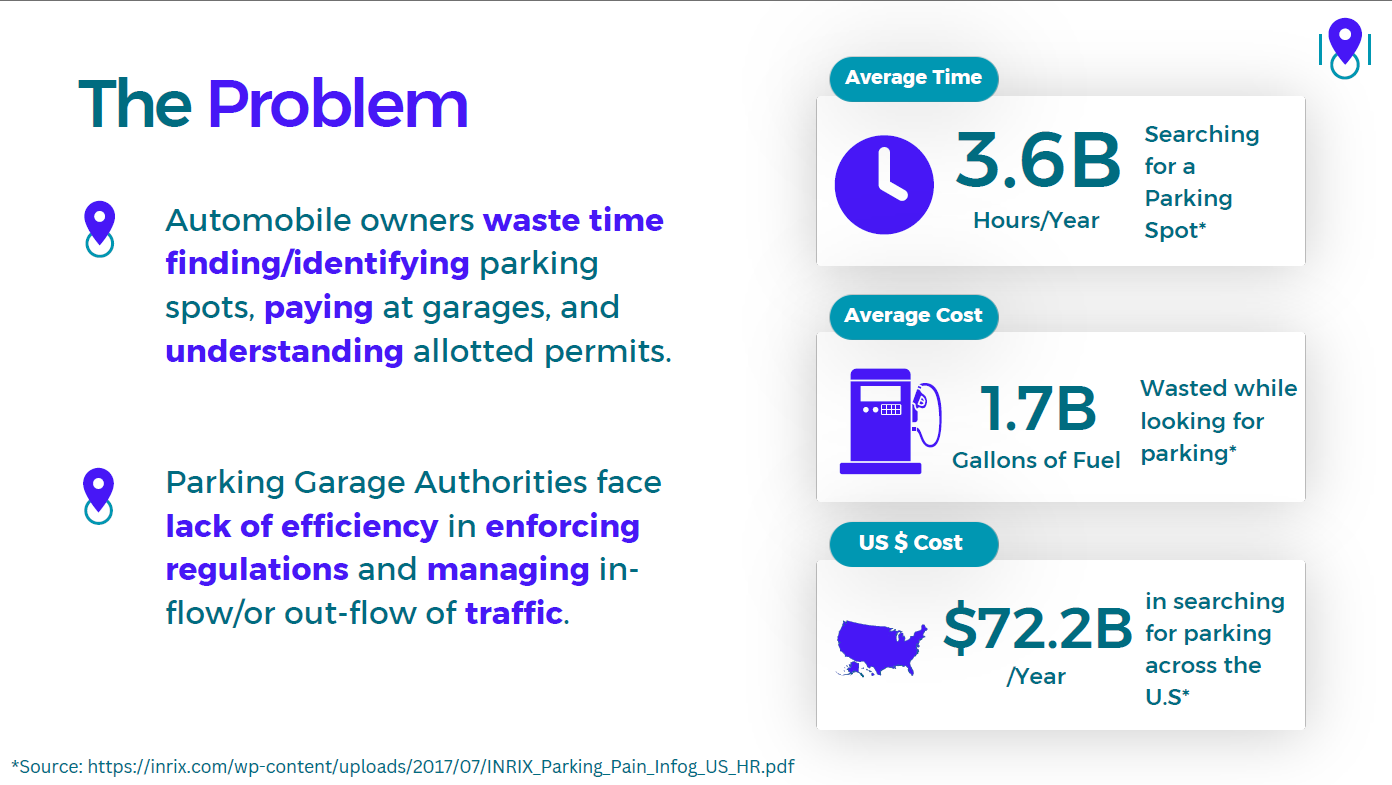 The Problem
Automobile owners waste time
finding/identifying parking
spots, paying at garages, and
understanding allotted permits.
Parking Garage Authorities face
lack of efficiency in enforcing
regulations and managing in-
flow/or out-flow of traffic.
Average Time
3.6B
Hours/Year
Searching
for a
Parking
Spot*
Average Cost
1.7B
Gallons of Fuel
Wasted while
looking for
parking*
US $ Cost
$72.2B
/Year
in searching
for parking
across the
U.S*
*Source: https://inrix.com/wp-content/uploads/2017/07/INRIX_Parking_Pain_Infog_US_HR.pdf